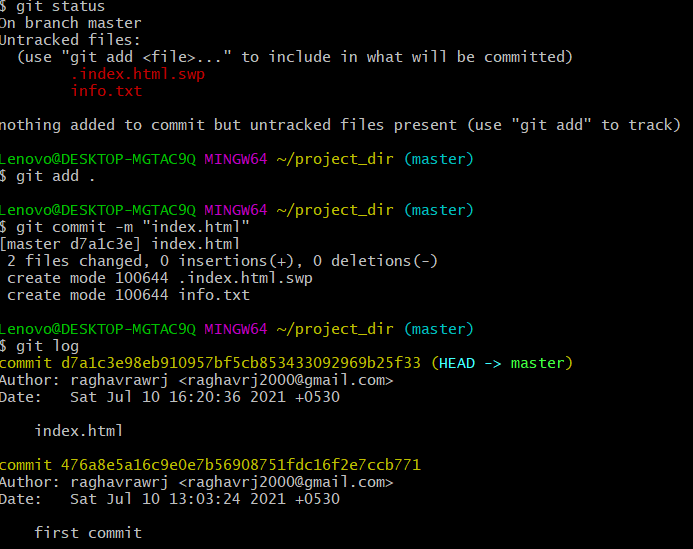 $ git status
On branch master
Untracked files:
  (use "git add <file>..." to include in what will be committed)
        .index.html.swp
        info.txt

nothing added to commit but untracked files present (use "git add" to track)

Lenovo@DESKTOP-MGTAC9Q MINGW64 ~/project_dir (master)
$ git add .

Lenovo@DESKTOP-MGTAC9Q MINGW64 ~/project_dir (master)
$ git commit -m "index.html"
[master d7a1c3e] index.html
 2 files changed, 0 insertions(+), 0 deletions(-)
 create mode 100644 .index.html.swp
 create mode 100644 info.txt

Lenovo@DESKTOP-MGTAC9Q MINGW64 ~/project_dir (master)
$ git log
commit d7a1c3e98eb910957bf5cb853433092969b25f33 (HEAD -> master)
Author: raghavrawrj <raghavrj2000@gmail.com>
Date:   Sat Jul 10 16:20:36 2021 +0530

    index.html

commit 476a8e5a16c9e0e7b56908751fdc16f2e7ccb771
Author: raghavrawrj <raghavrj2000@gmail.com>
Date:   Sat Jul 10 13:03:24 2021 +0530

    first commit